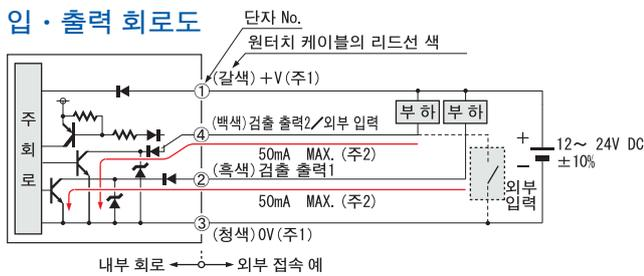 입・출력 회로도
단자 No.
원터치 케이블의 리드선 색
① (갈색) +V(주1)
부 하 부 하
주 회 로
④ (백색) 검출 출력2／외부 입력
50mA MAX. (주2)
+
12～ 24V DC
±10%
−
② (흑색) 검출 출력1
외부
입력
50mA MAX. (주2)
③ (청색) 0V(주1)
내부 회로 외부 접속 예